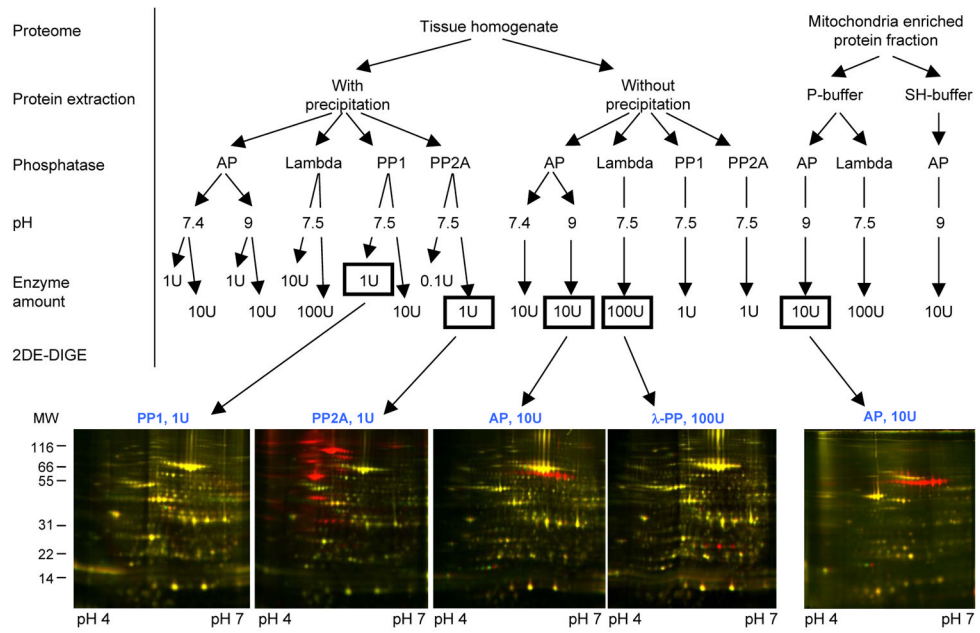 Proteome
Tissue homogenate
Mitochondria enriched
protein fraction
Protein extraction
With
precipitation
Without
precipitation
P-buffer SH-buffer
Phosphatase
AP Lambda PP1 PP2A AP Lambda PP1 PP2A AP Lambda AP
pH
7.4 9 7.5 7.5 7.5 7.4 9 7.5 7.5 7.5 9 7.5 9
Enzyme
amount
1U 1U 10U 1U 0.1U
10U 10U 100U 10U 1U 10U 10U 100U 1U 1U 10U 100U 10U
2DE-DIGE
MW
PP1, 1U PP2A, 1U AP, 10U λ-PP, 100U AP, 10U
116
66
55
31
22
14
pH 4 pH 7 pH 4 pH 7 pH 4 pH 7 pH 4 pH 7 pH 4 pH 7